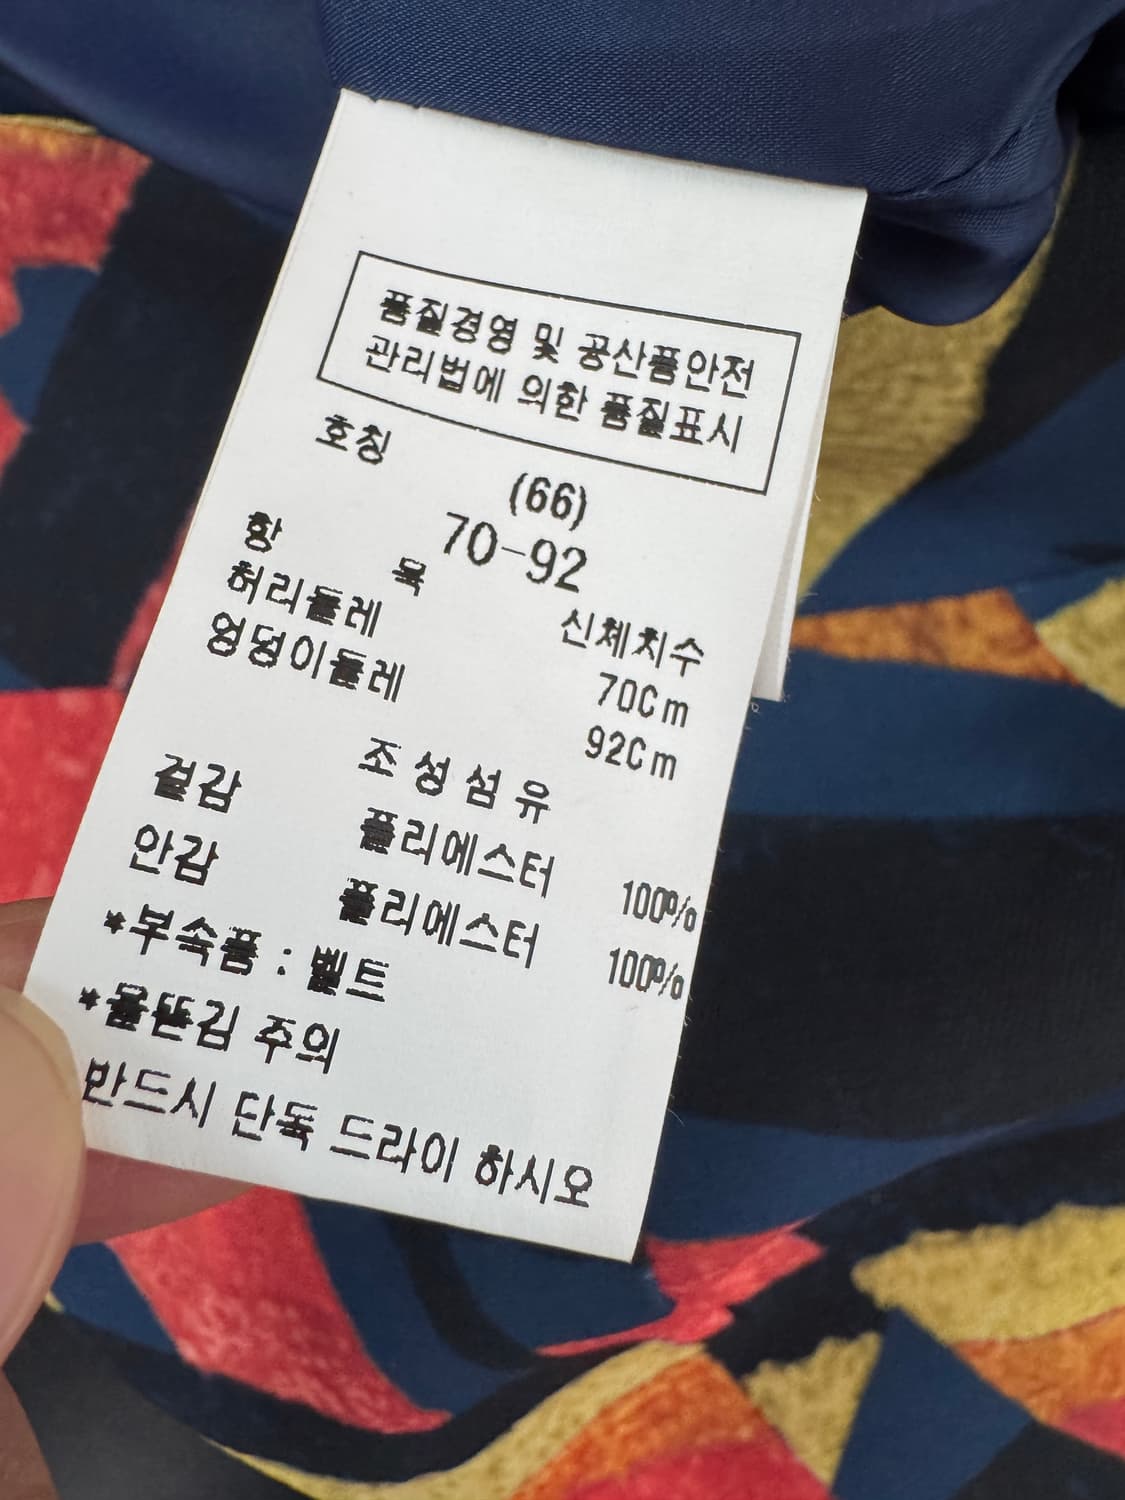 품질경영 및 공산품안전
관리법에 의한 품질표시
호칭 (66)
70-92
항 목 신체치수
허리둘레 70Cm
엉덩이둘레 92Cm
조성섬유
겉감 폴리에스터 100%
안감 폴리에스터 100%
*부속품 : 벨트
*올뜯김 주의
반드시 단독 드라이 하시오